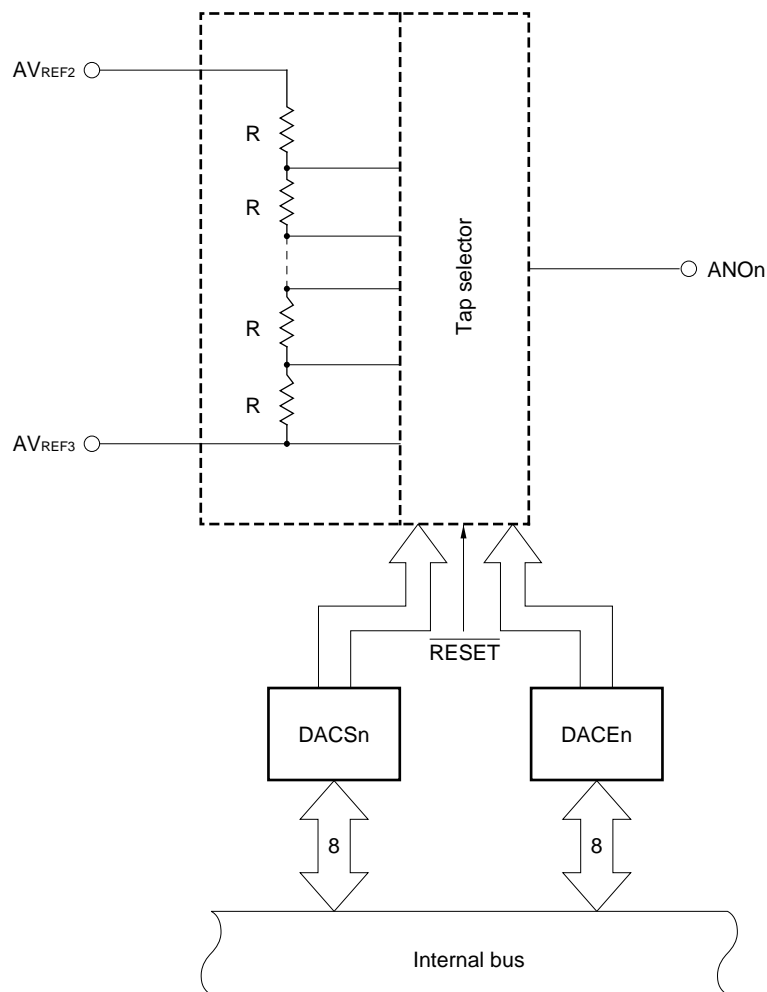 AVREF2
R
R
Tap selector
ANOn
R
R
AVREF3
RESET
DACSn
DACEn
8
8
Internal bus